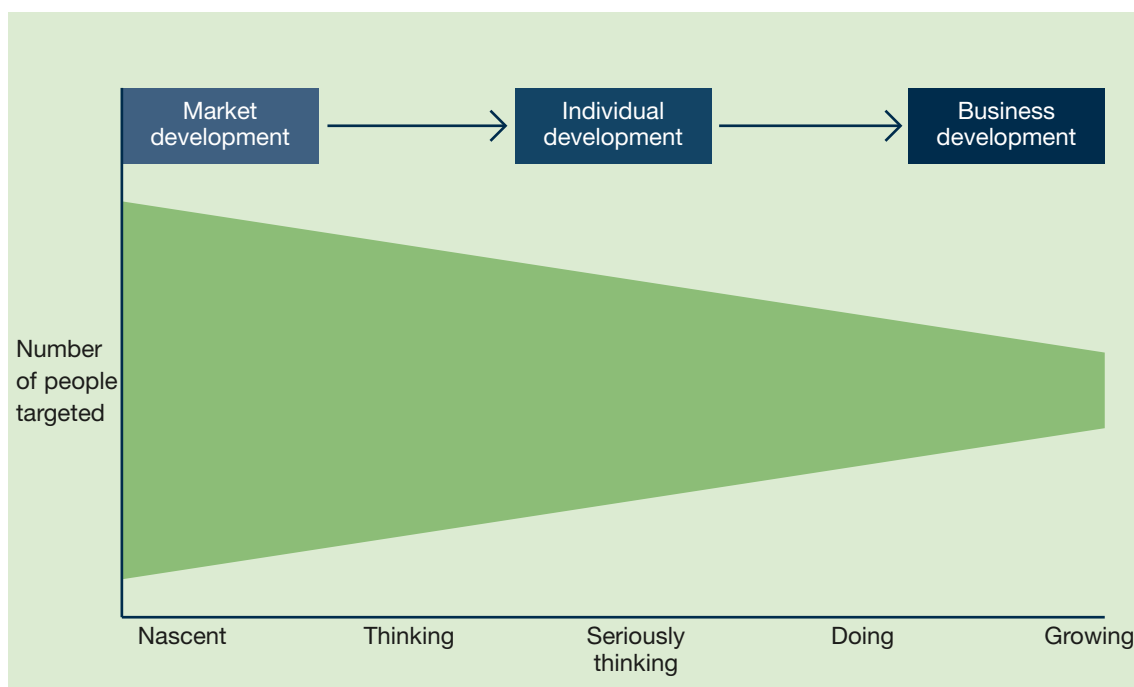 Market
development
Individual
development
Business
development
Number
of people
targeted
Nascent
Thinking
Seriously
thinking
Doing
Growing